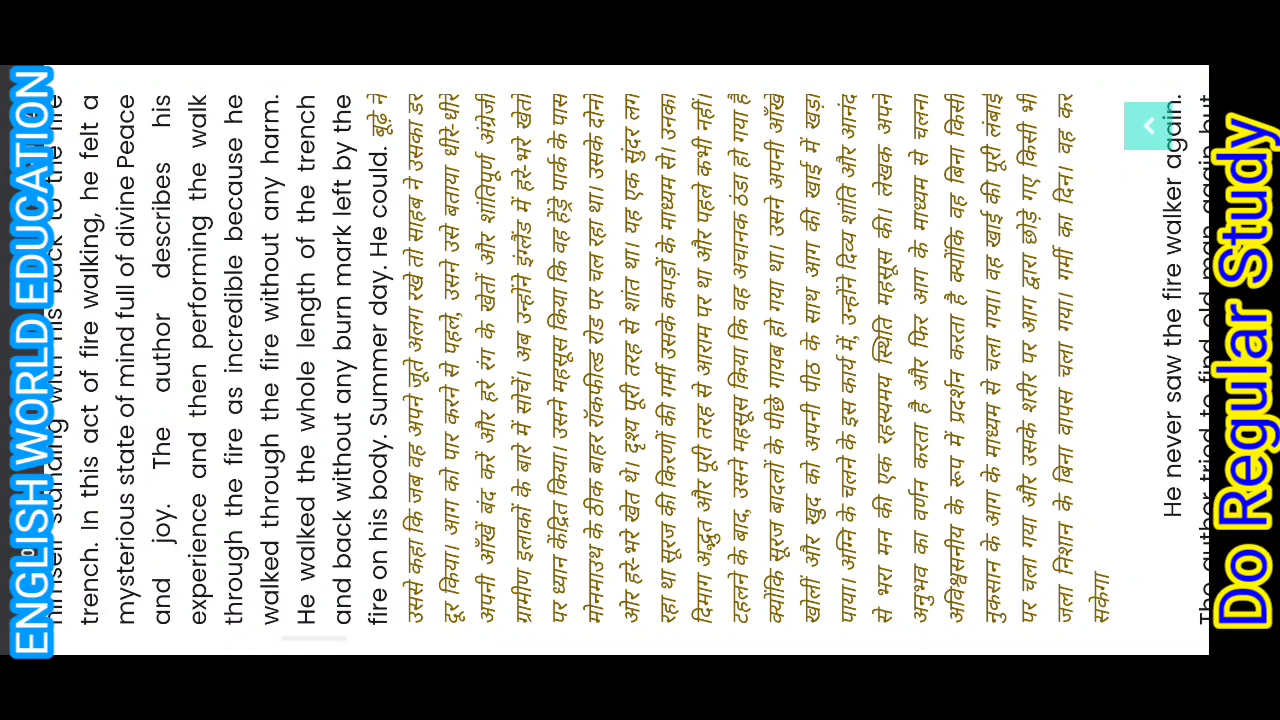 ENGLISH WORLD EDUCATION
himself standing with his back to the fire
trench. In this act of fire walking, he felt a
mysterious state of mind full of divine Peace
and joy. The author describes his
experience and then performing the walk
through the fire as incredible because he
walked through the fire without any harm.
He walked the whole length of the trench
and back without any burn mark left by the
fire on his body. Summer day. He could. बूढ़े ने
उससे कहा कि जब वह अपने जूते अलग रखे तो साहब ने उसका डर
दूर किया। आग को पार करने से पहले, उसने उसे बताया धीरे-धीरे
अपनी आँखें बंद करें और हरे रंग के खेतों और शांतिपूर्ण अंग्रेजी
ग्रामीण इलाकों के बारे में सोचें। अब उन्होंने इंग्लैंड में हरे-भरे खेतों
पर ध्यान केंद्रित किया। उसने महसूस किया कि वह हेंड्रे पार्क के पास
मोनमाउथ के ठीक बाहर रॉकफील्ड रोड पर चल रहा था। उसके दोनों
ओर हरे-भरे खेत थे। दृश्य पूरी तरह से शांत था। यह एक सुंदर लग
रहा था सूरज की किरणों की गर्मी उसके कपड़ों के माध्यम से। उनका
दिमाग अद्भुत और पूरी तरह से आराम पर था और पहले कभी नहीं।
टहलने के बाद, उसने महसूस किया कि वह अचानक ठंडा हो गया है
क्योंकि सूरज बादलों के पीछे गायब हो गया था। उसने अपनी आँखें
खोलीं और खुद को अपनी पीठ के साथ आग की खाई में खड़ा
पाया। अग्नि के चलने के इस कार्य में, उन्होंने दिव्य शांति और आनंद
से भरा मन की एक रहस्यमय स्थिति महसूस की। लेखक अपने
अनुभव का वर्णन करता है और फिर आग के माध्यम से चलना
अविश्वसनीय के रूप में प्रदर्शन करता है क्योंकि वह बिना किसी
नुकसान के आग के माध्यम से चला गया। वह खाई की पूरी लंबाई
पर चला गया और उसके शरीर पर आग द्वारा छोड़े गए किसी भी
जला निशान के बिना वापस चला गया। गर्मी का दिन। वह कर
सकेगा
He never saw the fire walker again.
The author tried to find old man again but
Do Regular Study